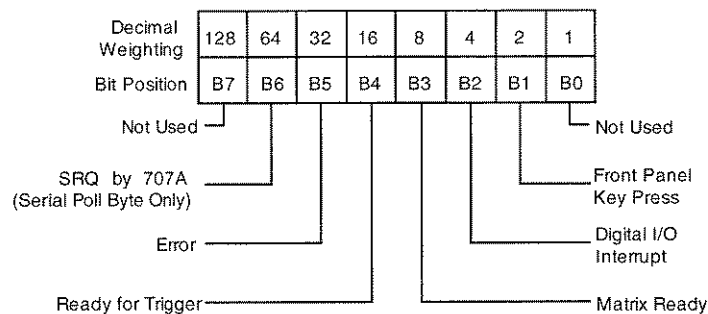 Decimal
Weighting
128 64 32 16 8 4 2 1
Bit Position
B7 B6 B5 B4 B3 B2 B1 B0
Not Used
Not Used
SRQ by 707A
(Serial Poll Byte Only)
Front Panel
Key Press
Error
Digital I/O
Interrupt
Ready for Trigger
Matrix Ready